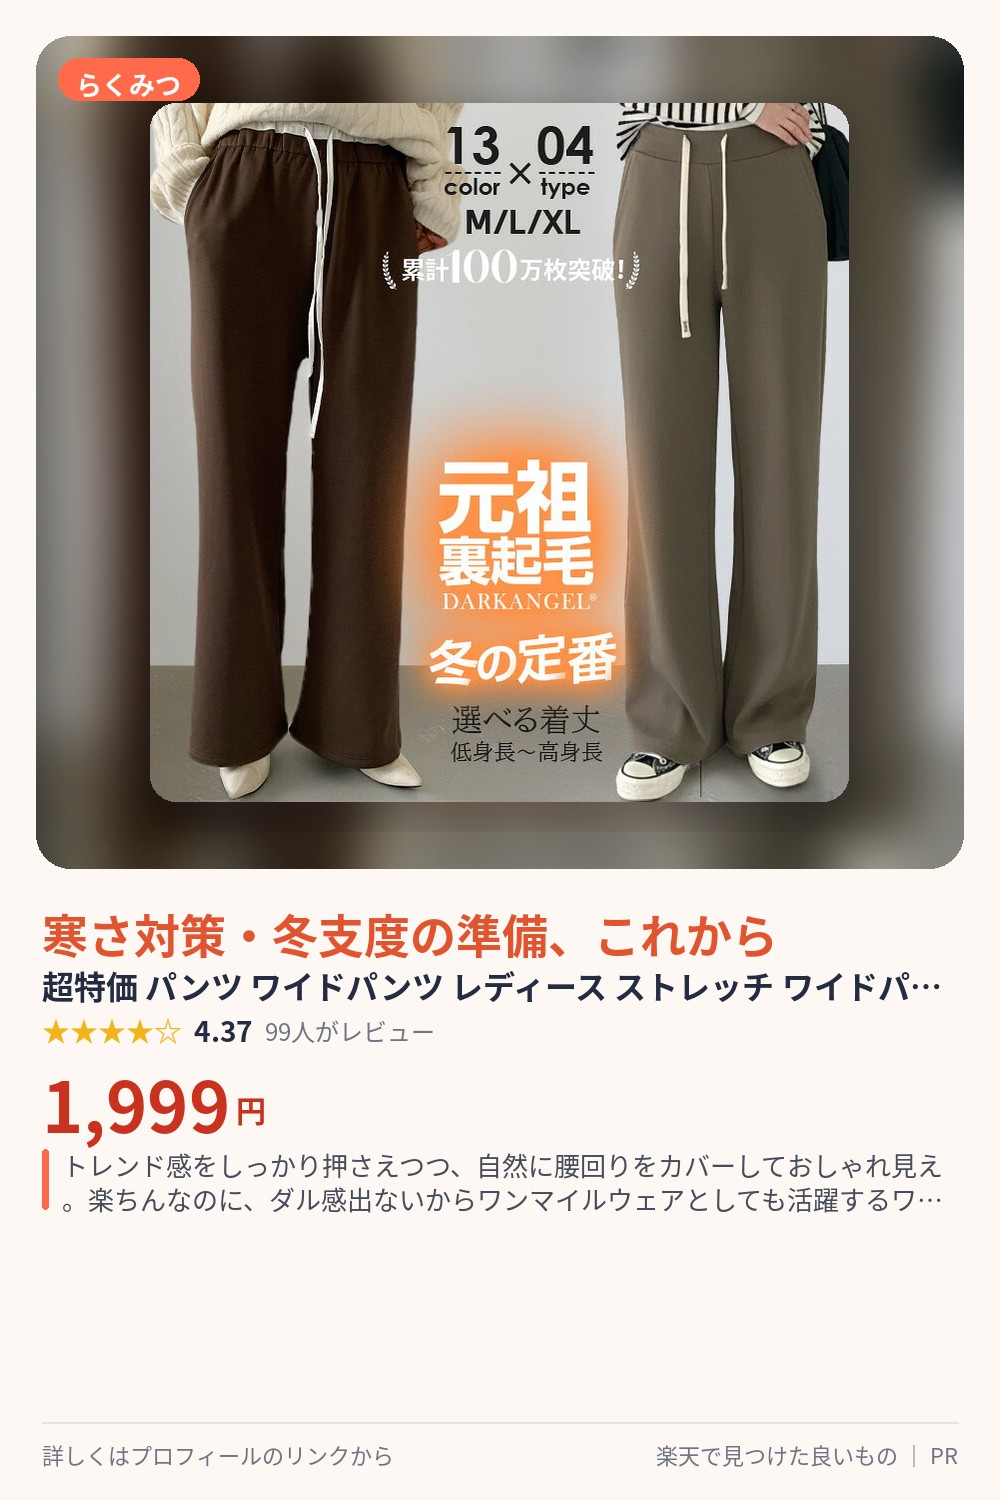 らくみつ
13 × 04
color type
M/L/XL
累計100万枚突破!
元祖
裏起毛
DARKANGEL®
冬の定番
選べる着丈
低身長〜高身長
寒さ対策・冬支度の準備、これから
超特価 パンツ ワイドパンツ レディース ストレッチ ワイドパ…
★★★★☆ 4.37 99人がレビュー
1,999円
トレンド感をしっかり押さえつつ、自然に腰回りをカバーしておしゃれ見え
。楽ちんなのに、ダル感出ないからワンマイルウェアとしても活躍するワ…
詳しくはプロフィールのリンクから
楽天で見つけた良いもの | PR